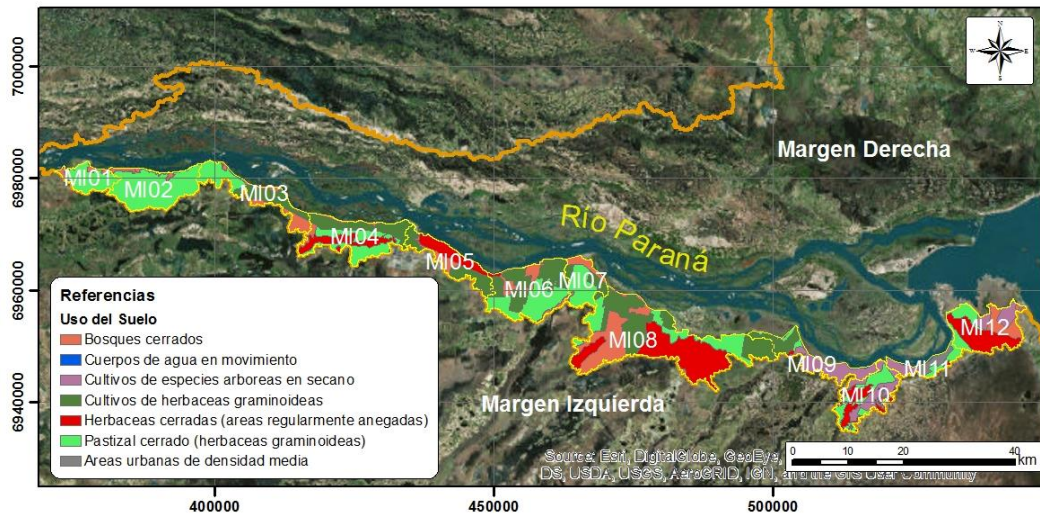 N
W E
S
7000000
6980000
6960000
6940000
Margen Derecha
Río Paraná
MI01
MI02
MI03
MI04
MI05
MI06
MI07
MI08
MI09
MI10
MI11
MI12
Margen Izquierda
Referencias
Uso del Suelo
Bosques cerrados
Cuerpos de agua en movimiento
Cultivos de especies arboreas en secano
Cultivos de herbaceas graminoideas
Herbaceas cerradas (areas regularmente anegadas)
Pastizal cerrado (herbaceas graminoideas)
Areas urbanas de densidad media
0 10 20 40
km
Source: Esri, DigitalGlobe, GeoEye,
DS, USDA, USGS, AeroGRID, IGN, and the GIS User Community
400000
450000
500000